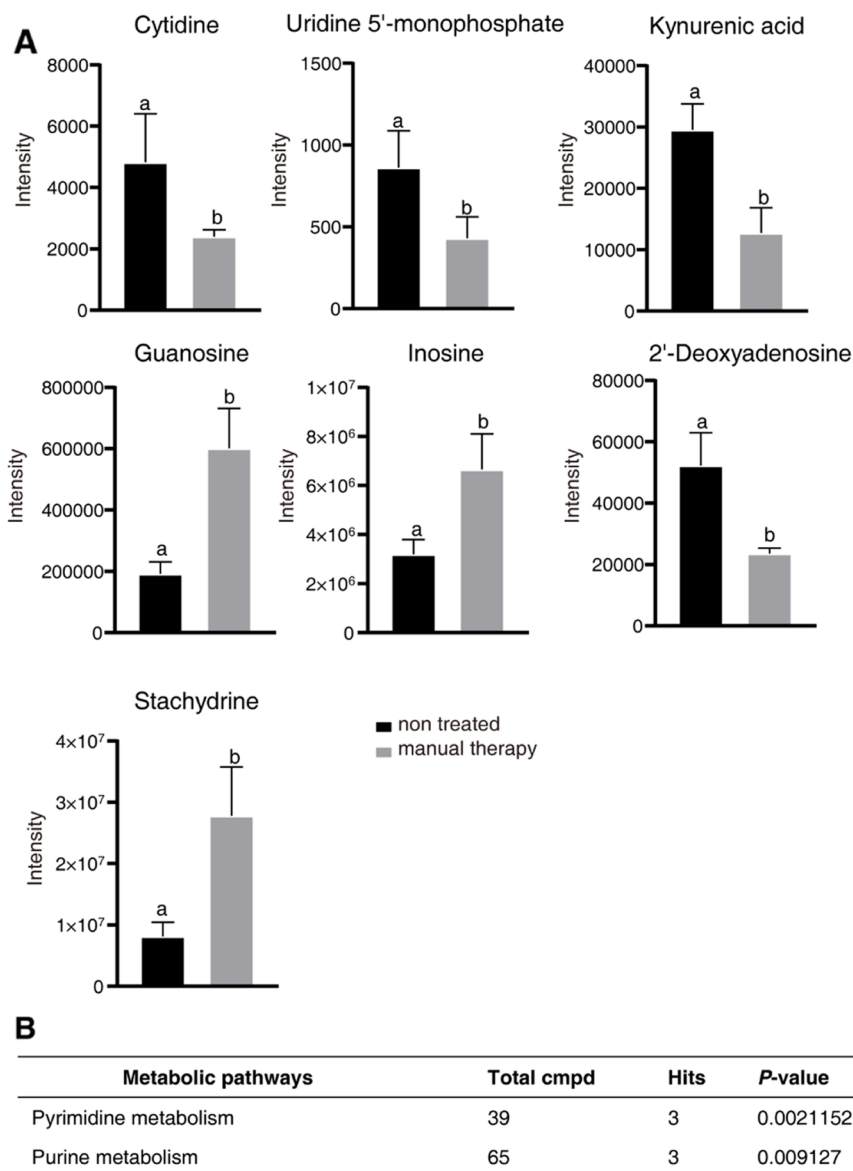 A
Cytidine
8000
6000
4000
2000
0
Intensity
a
b
Uridine 5'-monophosphate
1500
1000
500
0
Intensity
a
b
Kynurenic acid
40000
30000
20000
10000
0
Intensity
a
b
Guanosine
800000
600000
400000
200000
0
Intensity
a
b
Inosine
1×10⁷
8×10⁶
6×10⁶
4×10⁶
2×10⁶
0
Intensity
a
b
2'-Deoxyadenosine
80000
60000
40000
20000
0
Intensity
a
b
Stachydrine
4×10⁷
3×10⁷
2×10⁷
1×10⁷
0
Intensity
a
b
non treated
manual therapy
B
Metabolic pathways Total cmpd Hits P-value
Pyrimidine metabolism 39 3 0.0021152
Purine metabolism 65 3 0.009127